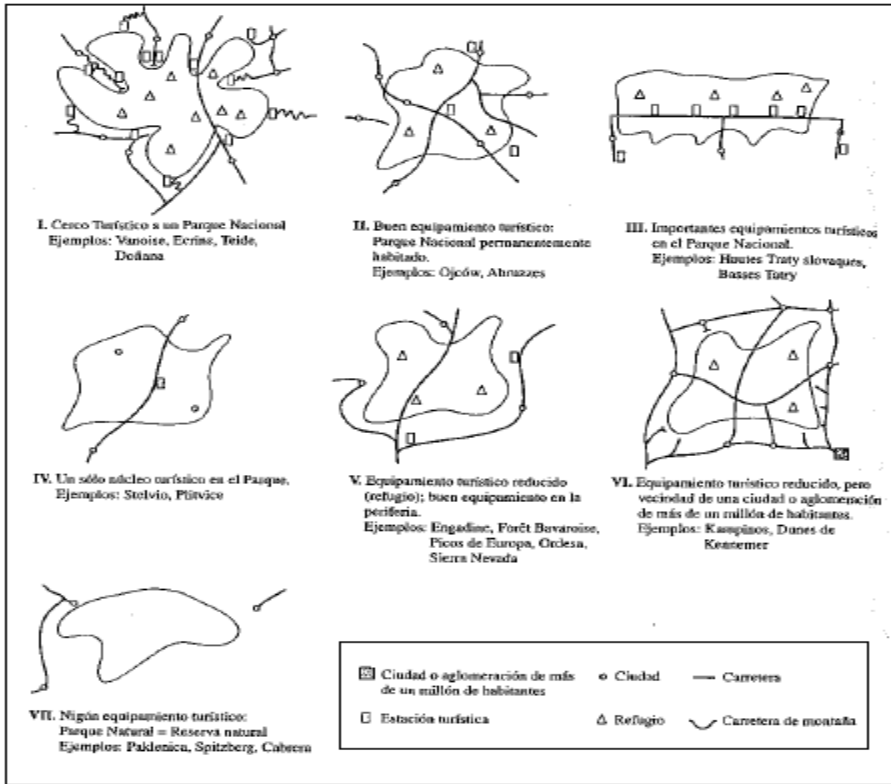 I. Cerco Turístico a un Parque Nacional
Ejemplos: Vanoise, Ecrins, Teide,
Doñana
II. Buen equipamiento turístico:
Parque Nacional permanentemente
habitado.
Ejemplos: Ojców, Abruzzes
III. Importantes equipamientos turísticos
en el Parque Nacional.
Ejemplos: Hautes Traty slovaques,
Basses Tatry
IV. Un sólo núcleo turístico en el Parque.
Ejemplos: Stelvio, Plitvice
V. Equipamiento turístico reducido
(refugio); buen equipamiento en la
periferia.
Ejemplos: Engadine, Forêt Bavaroise,
Picos de Europa, Ordesa,
Sierra Nevada
VI. Equipamiento turístico reducido, pero
vecindad de una ciudad o aglomeración
de más de un millón de habitantes.
Ejemplos: Kampinos, Dunes de
Kennemer
VII. Nigún equipamiento turístico:
Parque Natural = Reserva natural
Ejemplos: Paklenica, Spitzberg, Cabrera
Ciudad o aglomeración de más
de un millón de habitantes
Ciudad
Carretera
Estación turística
Refugio
Carretera de montaña